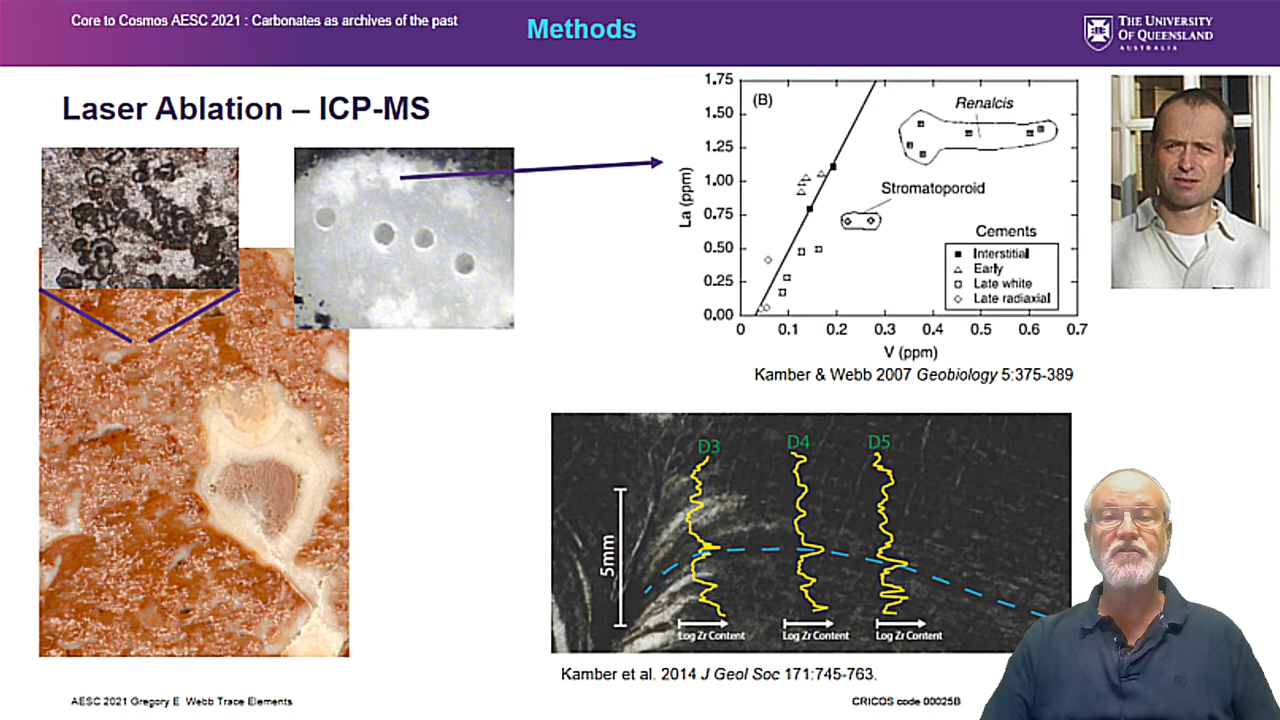 Core to Cosmos AESC 2021 : Carbonates as archives of the past
Methods
THE UNIVERSITY
OF QUEENSLAND
AUSTRALIA
Laser Ablation – ICP-MS
(B)
Renalcis
Stromatoporoid
Cements
Interstitial
Early
Late white
Late radiaxial
La (ppm)
1.75
1.50
1.25
1.00
0.75
0.50
0.25
0.00
0 0.1 0.2 0.3 0.4 0.5 0.6 0.7
V (ppm)
Kamber & Webb 2007 Geobiology 5:375-389
D3 D4 D5
5mm
Log Zr Content Log Zr Content Log Zr Content
Kamber et al. 2014 J Geol Soc 171:745-763.
AESC 2021 Gregory E Webb Trace Elements
CRICOS code 00025B